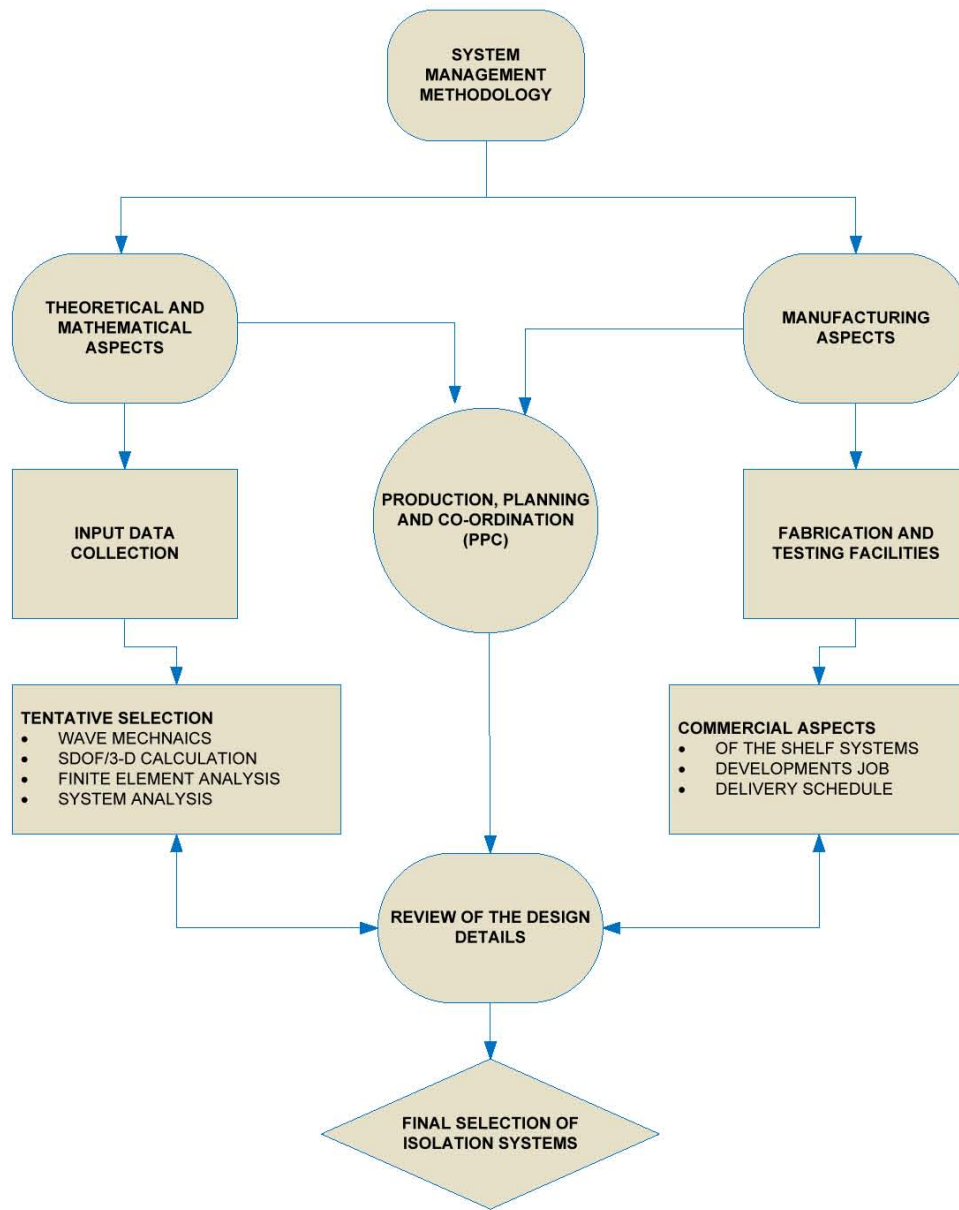 SYSTEM
MANAGEMENT
METHODOLOGY
THEORETICAL AND
MATHEMATICAL
ASPECTS
MANUFACTURING
ASPECTS
INPUT DATA
COLLECTION
PRODUCTION, PLANNING
AND CO-ORDINATION
(PPC)
FABRICATION AND
TESTING FACILITIES
TENTATIVE SELECTION
• WAVE MECHNAICS
• SDOF/3-D CALCULATION
• FINITE ELEMENT ANALYSIS
• SYSTEM ANALYSIS
COMMERCIAL ASPECTS
• OF THE SHELF SYSTEMS
• DEVELOPMENTS JOB
• DELIVERY SCHEDULE
REVIEW OF THE DESIGN
DETAILS
FINAL SELECTION OF
ISOLATION SYSTEMS